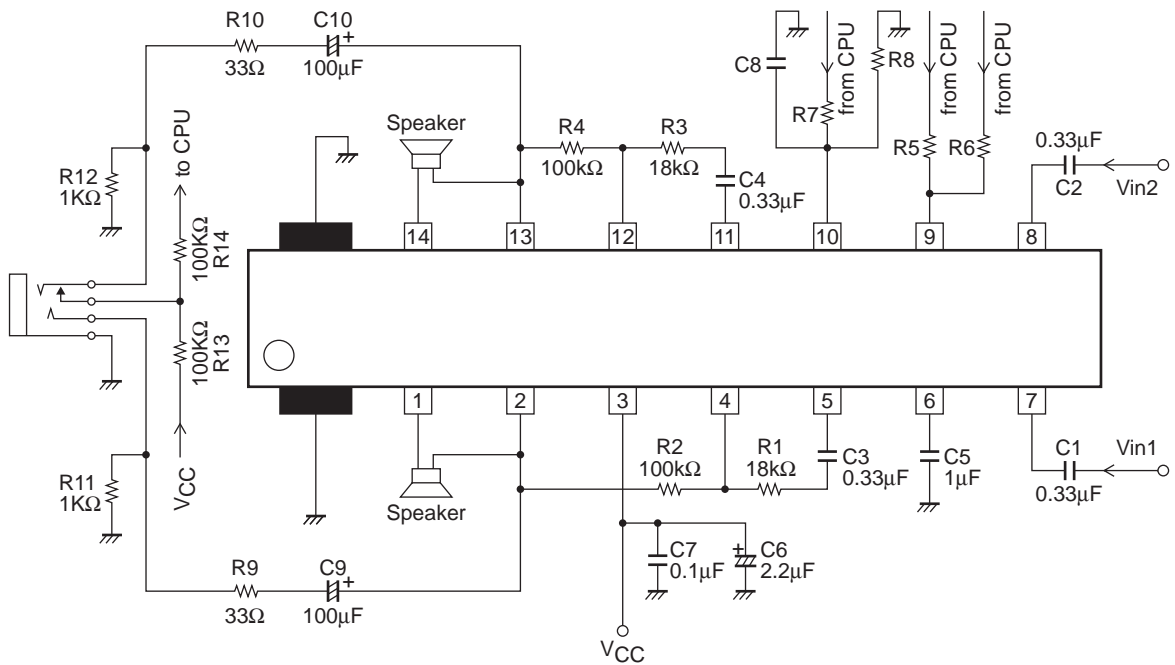 R10
C10
+
33Ω
100μF
C8
R7
from CPU
R8
from CPU
from CPU
R5
R6
Speaker
R4
100kΩ
R3
18kΩ
C4
0.33μF
0.33μF
C2
Vin2
R12
1KΩ
to CPU
100KΩ
R14
14
13
12
11
10
9
8
100KΩ
R13
1
2
3
4
5
6
7
R11
1KΩ
VCC
Speaker
R2
100kΩ
R1
18kΩ
C3
0.33μF
C5
1μF
C1
0.33μF
Vin1
R9
33Ω
C9
+
100μF
C7
0.1μF
+
C6
2.2μF
VCC